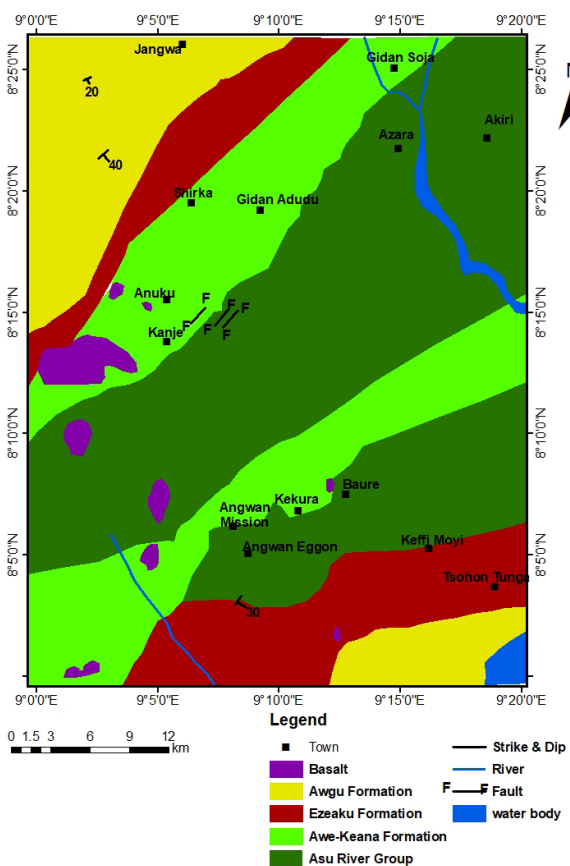 9°0'0"E 9°5'0"E 9°10'0"E 9°15'0"E 9°20'0"E
N
8°25'0"N 8°25'0"N
8°20'0"N 8°20'0"N
8°15'0"N 8°15'0"N
8°10'0"N 8°10'0"N
8°5'0"N 8°5'0"N
Jangwa
Gidan Soja
20
Akiri
Azara
40
Shirka
Gidan Adudu
Anuku
F F F
Kanje F F F
Baure
Kekura
Angwan
Mission
Keffi Moyi
Angwan Eggon
Tsohon Tunga
30
9°0'0"E 9°5'0"E 9°10'0"E 9°15'0"E 9°20'0"E
0 1.5 3 6 9 12
km
Legend
Town
Basalt
Awgu Formation
Ezeaku Formation
Awe-Keana Formation
Asu River Group
Strike & Dip
River
F F Fault
water body